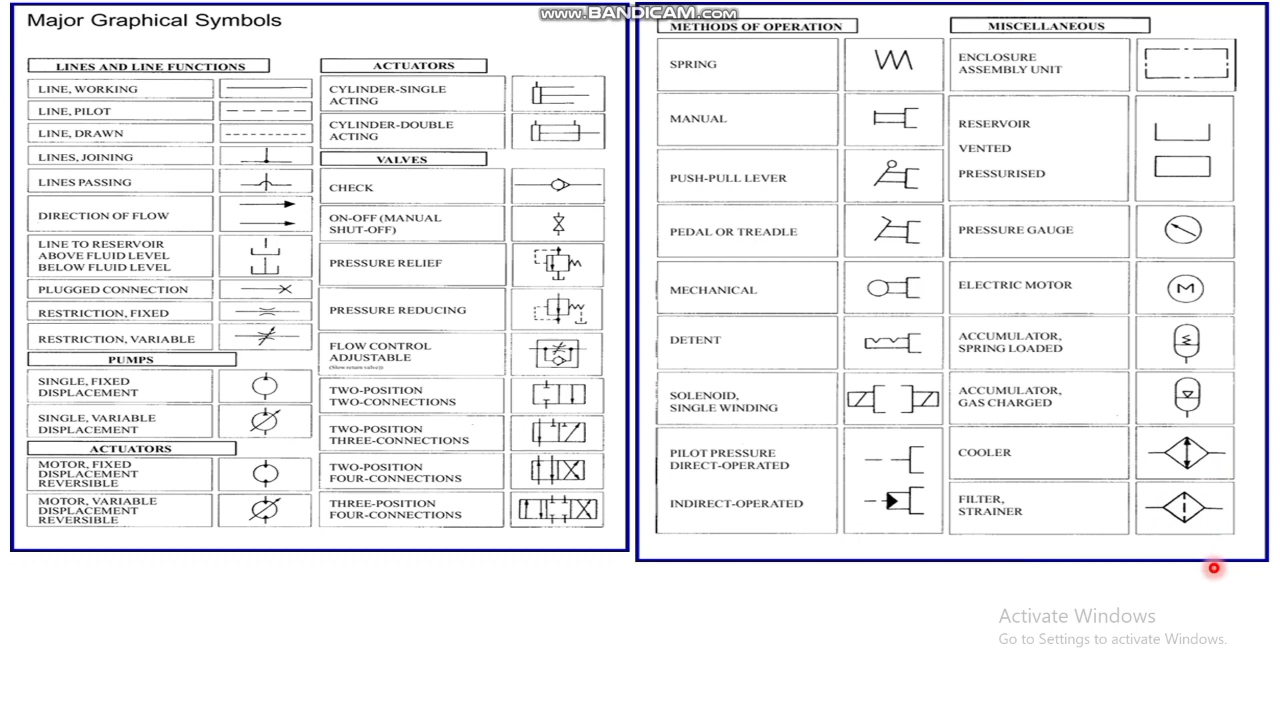 www.BANDICAM.com
Major Graphical Symbols
LINES AND LINE FUNCTIONS
LINE, WORKING
LINE, PILOT
LINE, DRAWN
LINES, JOINING
LINES PASSING
DIRECTION OF FLOW
LINE TO RESERVOIR
ABOVE FLUID LEVEL
BELOW FLUID LEVEL
PLUGGED CONNECTION
RESTRICTION, FIXED
RESTRICTION, VARIABLE
PUMPS
SINGLE, FIXED
DISPLACEMENT
SINGLE, VARIABLE
DISPLACEMENT
ACTUATORS
MOTOR, FIXED
DISPLACEMENT
REVERSIBLE
MOTOR, VARIABLE
DISPLACEMENT
REVERSIBLE
ACTUATORS
CYLINDER-SINGLE
ACTING
CYLINDER-DOUBLE
ACTING
VALVES
CHECK
ON-OFF (MANUAL
SHUT-OFF)
PRESSURE RELIEF
PRESSURE REDUCING
FLOW CONTROL
ADJUSTABLE
TWO-POSITION
TWO-CONNECTIONS
TWO-POSITION
THREE-CONNECTIONS
TWO-POSITION
FOUR-CONNECTIONS
THREE-POSITION
FOUR-CONNECTIONS
METHODS OF OPERATION
SPRING
MANUAL
PUSH-PULL LEVER
PEDAL OR TREADLE
MECHANICAL
DETENT
SOLENOID,
SINGLE WINDING
PILOT PRESSURE
DIRECT-OPERATED
INDIRECT-OPERATED
MISCELLANEOUS
ENCLOSURE
ASSEMBLY UNIT
RESERVOIR
VENTED
PRESSURISED
PRESSURE GAUGE
ELECTRIC MOTOR
M
ACCUMULATOR,
SPRING LOADED
ACCUMULATOR,
GAS CHARGED
COOLER
FILTER,
STRAINER
Activate Windows
Go to Settings to activate Windows.